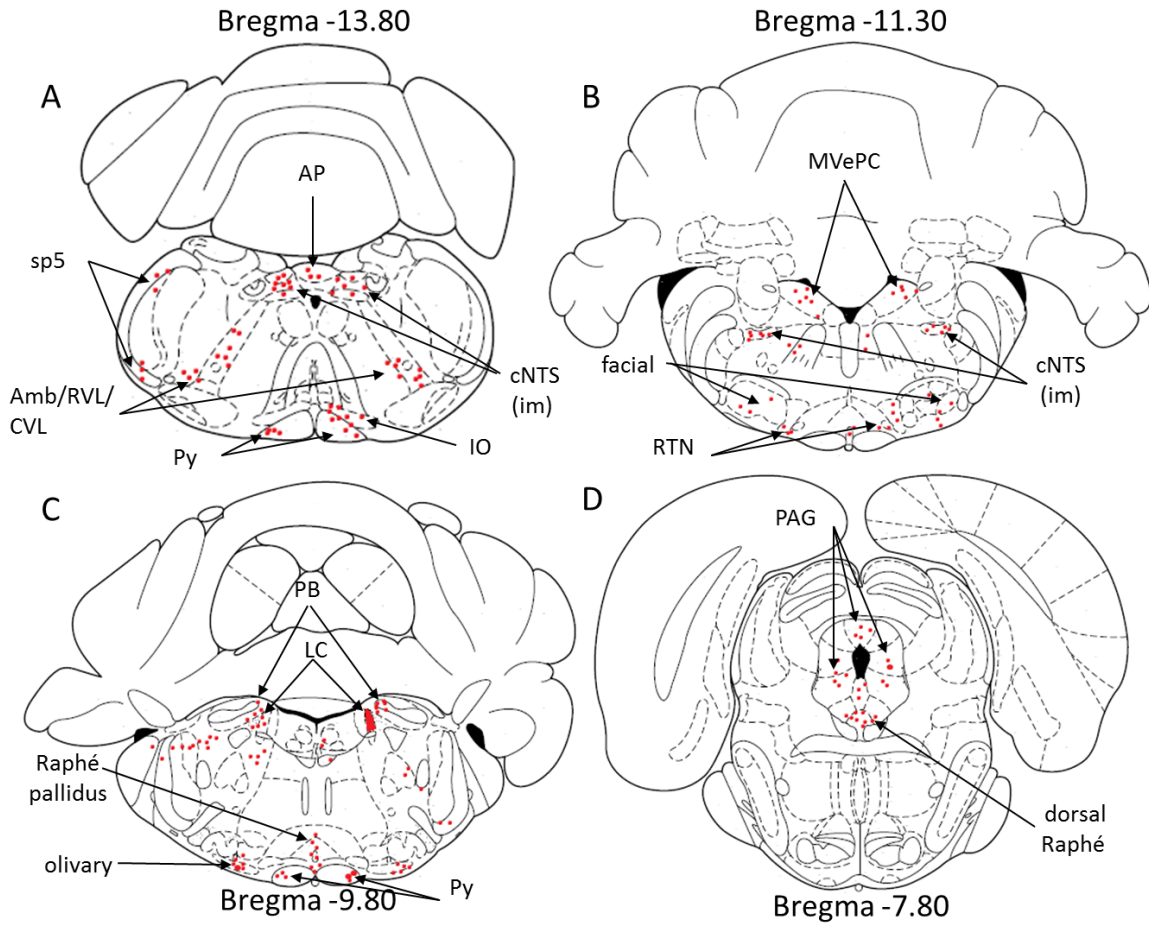 Bregma -13.80
A
AP
sp5
Amb/RVL/
CVL
cNTS
(im)
Py
IO
Bregma -11.30
B
MVePC
facial
cNTS
(im)
RTN
C
PB
LC
Raphé
pallidus
olivary
Py
Bregma -9.80
D
PAG
dorsal
Raphé
Bregma -7.80